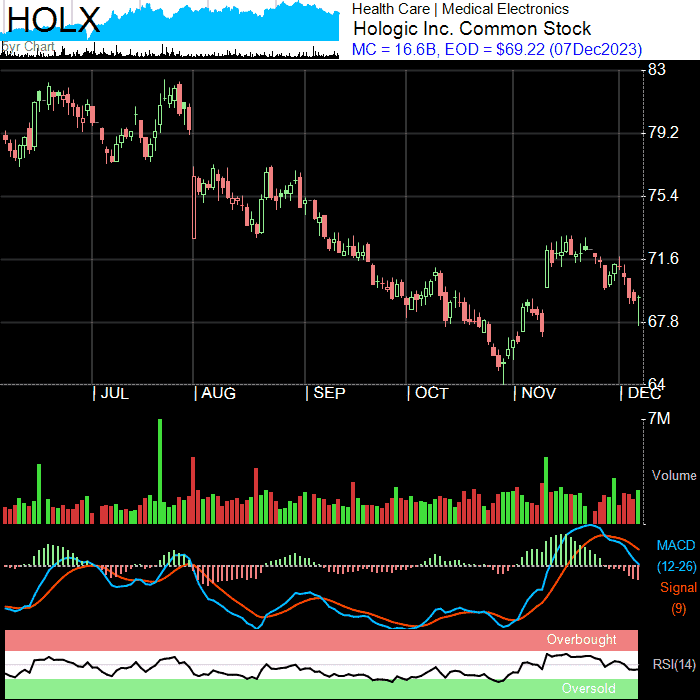 HOLX
5yr Chart
Health Care | Medical Electronics
Hologic Inc. Common Stock
MC = 16.6B, EOD = $69.22 (07Dec2023)
83
79.2
75.4
71.6
67.8
64
JUL
AUG
SEP
OCT
NOV
DEC
7M
Volume
MACD
(12-26)
Signal
(9)
Overbought
RSI(14)
Oversold